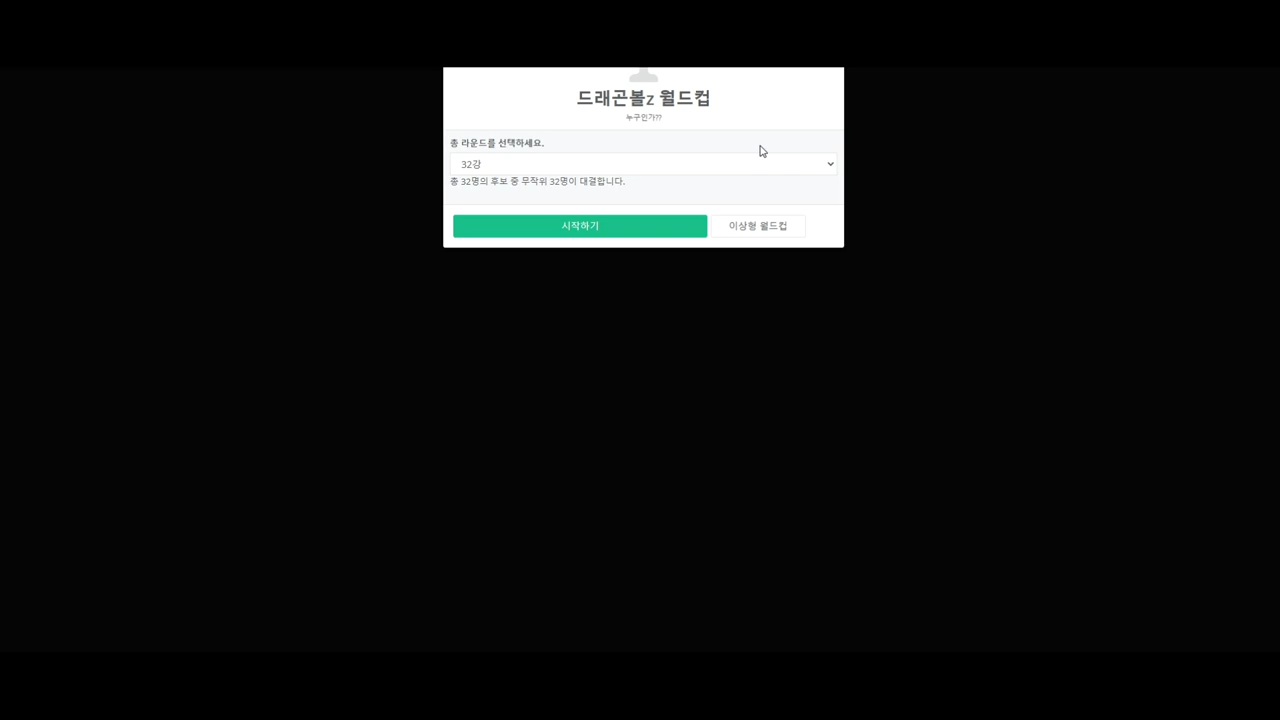 드래곤볼z 월드컵
누구인가??
총 라운드를 선택하세요.
32강
총 32명의 후보 중 무작위 32명이 대결합니다.
시작하기
이상형 월드컵